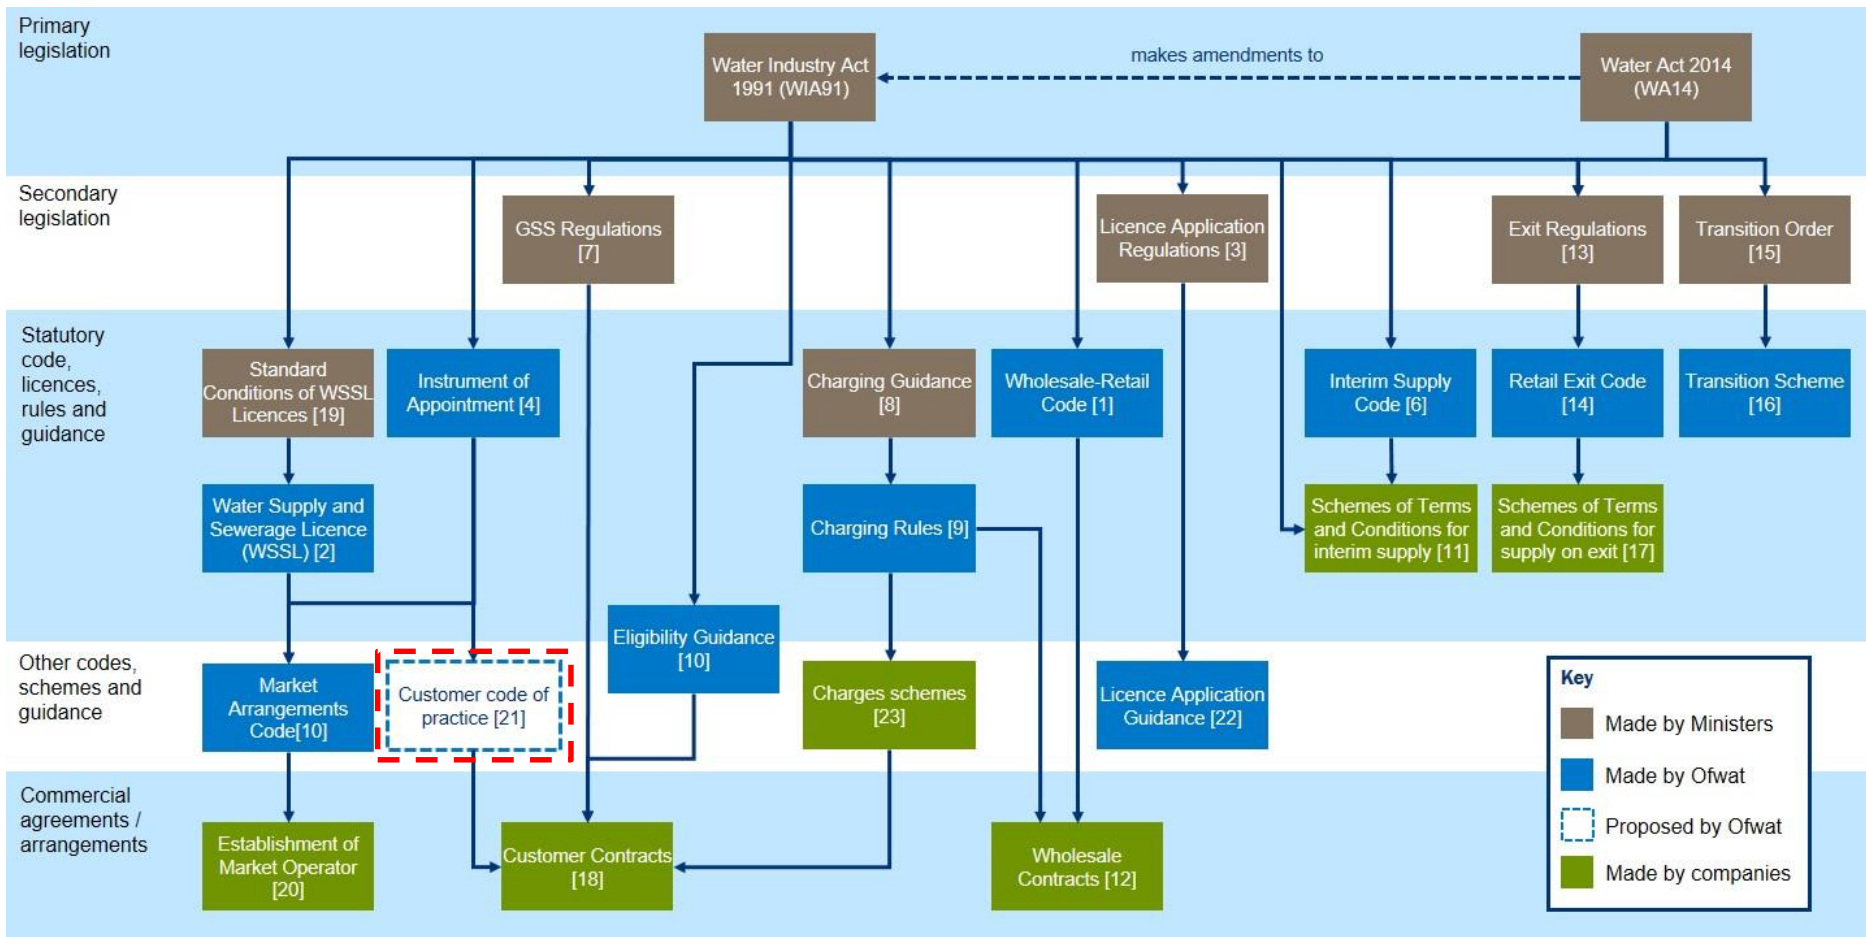 Primary
legislation
Water Industry Act
1991 (WIA91)
makes amendments to
Water Act 2014
(WA14)
Secondary
legislation
GSS Regulations
[7]
Licence Application
Regulations [3]
Exit Regulations
[13]
Transition Order
[15]
Statutory
code,
licences,
rules and
guidance
Standard
Conditions of WSSL
Licences [19]
Instrument of
Appointment [4]
Charging Guidance
[8]
Wholesale-Retail
Code [1]
Interim Supply
Code [6]
Retail Exit Code
[14]
Transition Scheme
[16]
Water Supply and
Sewerage Licence
(WSSL) [2]
Charging Rules [9]
Schemes of Terms
and Conditions for
interim supply [11]
Schemes of Terms
and Conditions for
supply on exit [17]
Eligibility Guidance
[10]
Other codes,
schemes and
guidance
Market
Arrangements
Code[10]
Customer code of
practice [21]
Charges schemes
[23]
Licence Application
Guidance [22]
Key
Made by Ministers
Made by Ofwat
Proposed by Ofwat
Made by companies
Commercial
agreements /
arrangements
Establishment of
Market Operator
[20]
Customer Contracts
[18]
Wholesale
Contracts [12]